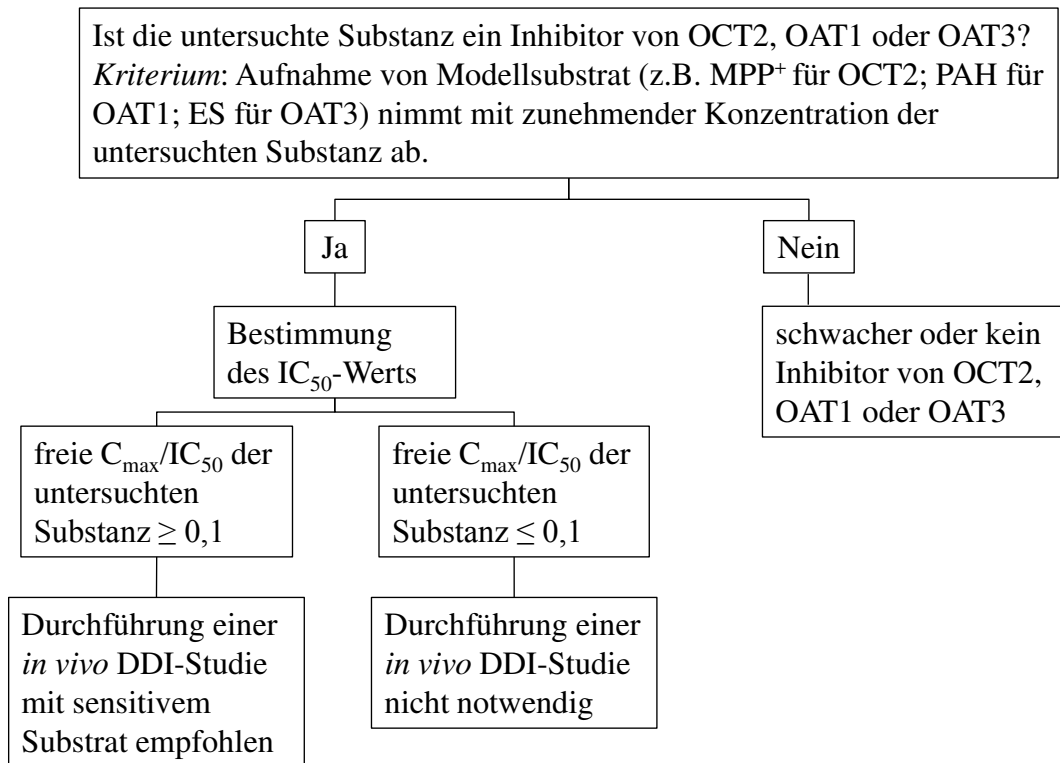 Ist die untersuchte Substanz ein Inhibitor von OCT2, OAT1 oder OAT3?
Kriterium: Aufnahme von Modellsubstrat (z.B. MPP⁺ für OCT2; PAH für
OAT1; ES für OAT3) nimmt mit zunehmender Konzentration der
untersuchten Substanz ab.
Ja
Nein
Bestimmung
des IC₅₀-Werts
schwacher oder kein
Inhibitor von OCT2,
OAT1 oder OAT3
freie Cₘₐₓ/IC₅₀ der
untersuchten
Substanz ≥ 0,1
freie Cₘₐₓ/IC₅₀ der
untersuchten
Substanz ≤ 0,1
Durchführung einer
in vivo DDI-Studie
mit sensitivem
Substrat empfohlen
Durchführung einer
in vivo DDI-Studie
nicht notwendig